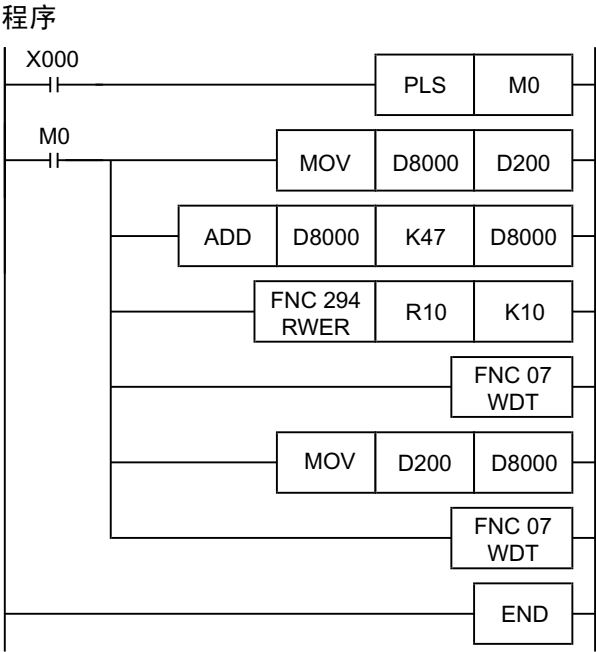 程序
X000
PLS M0
M0
MOV D8000 D200
ADD D8000 K47 D8000
FNC 294
RWER R10 K10
FNC 07
WDT
MOV D200 D8000
FNC 07
WDT
END